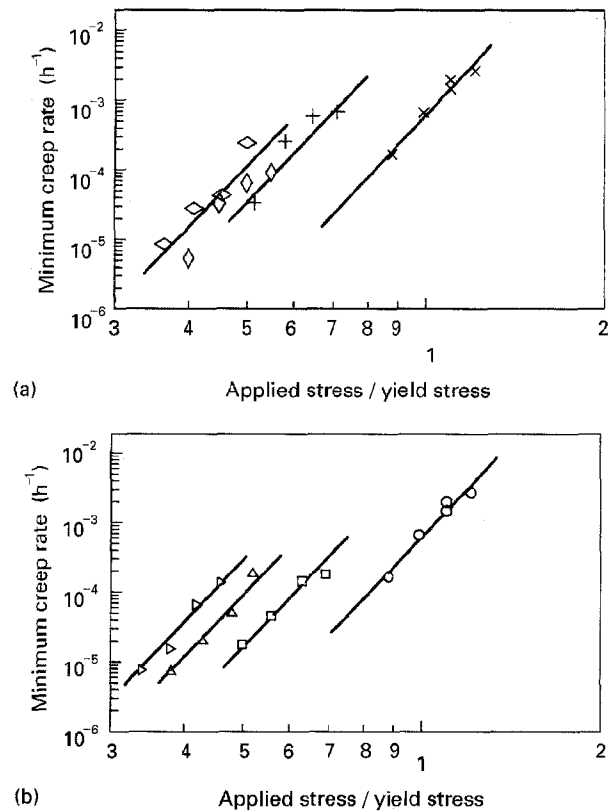 10⁻²
10⁻³
10⁻⁴
10⁻⁵
10⁻⁶
Minimum creep rate (h⁻¹)
3 4 5 6 7 8 9 1 2
(a) Applied stress / yield stress
10⁻²
10⁻³
10⁻⁴
10⁻⁵
10⁻⁶
Minimum creep rate (h⁻¹)
3 4 5 6 7 8 9 1 2
(b) Applied stress / yield stress